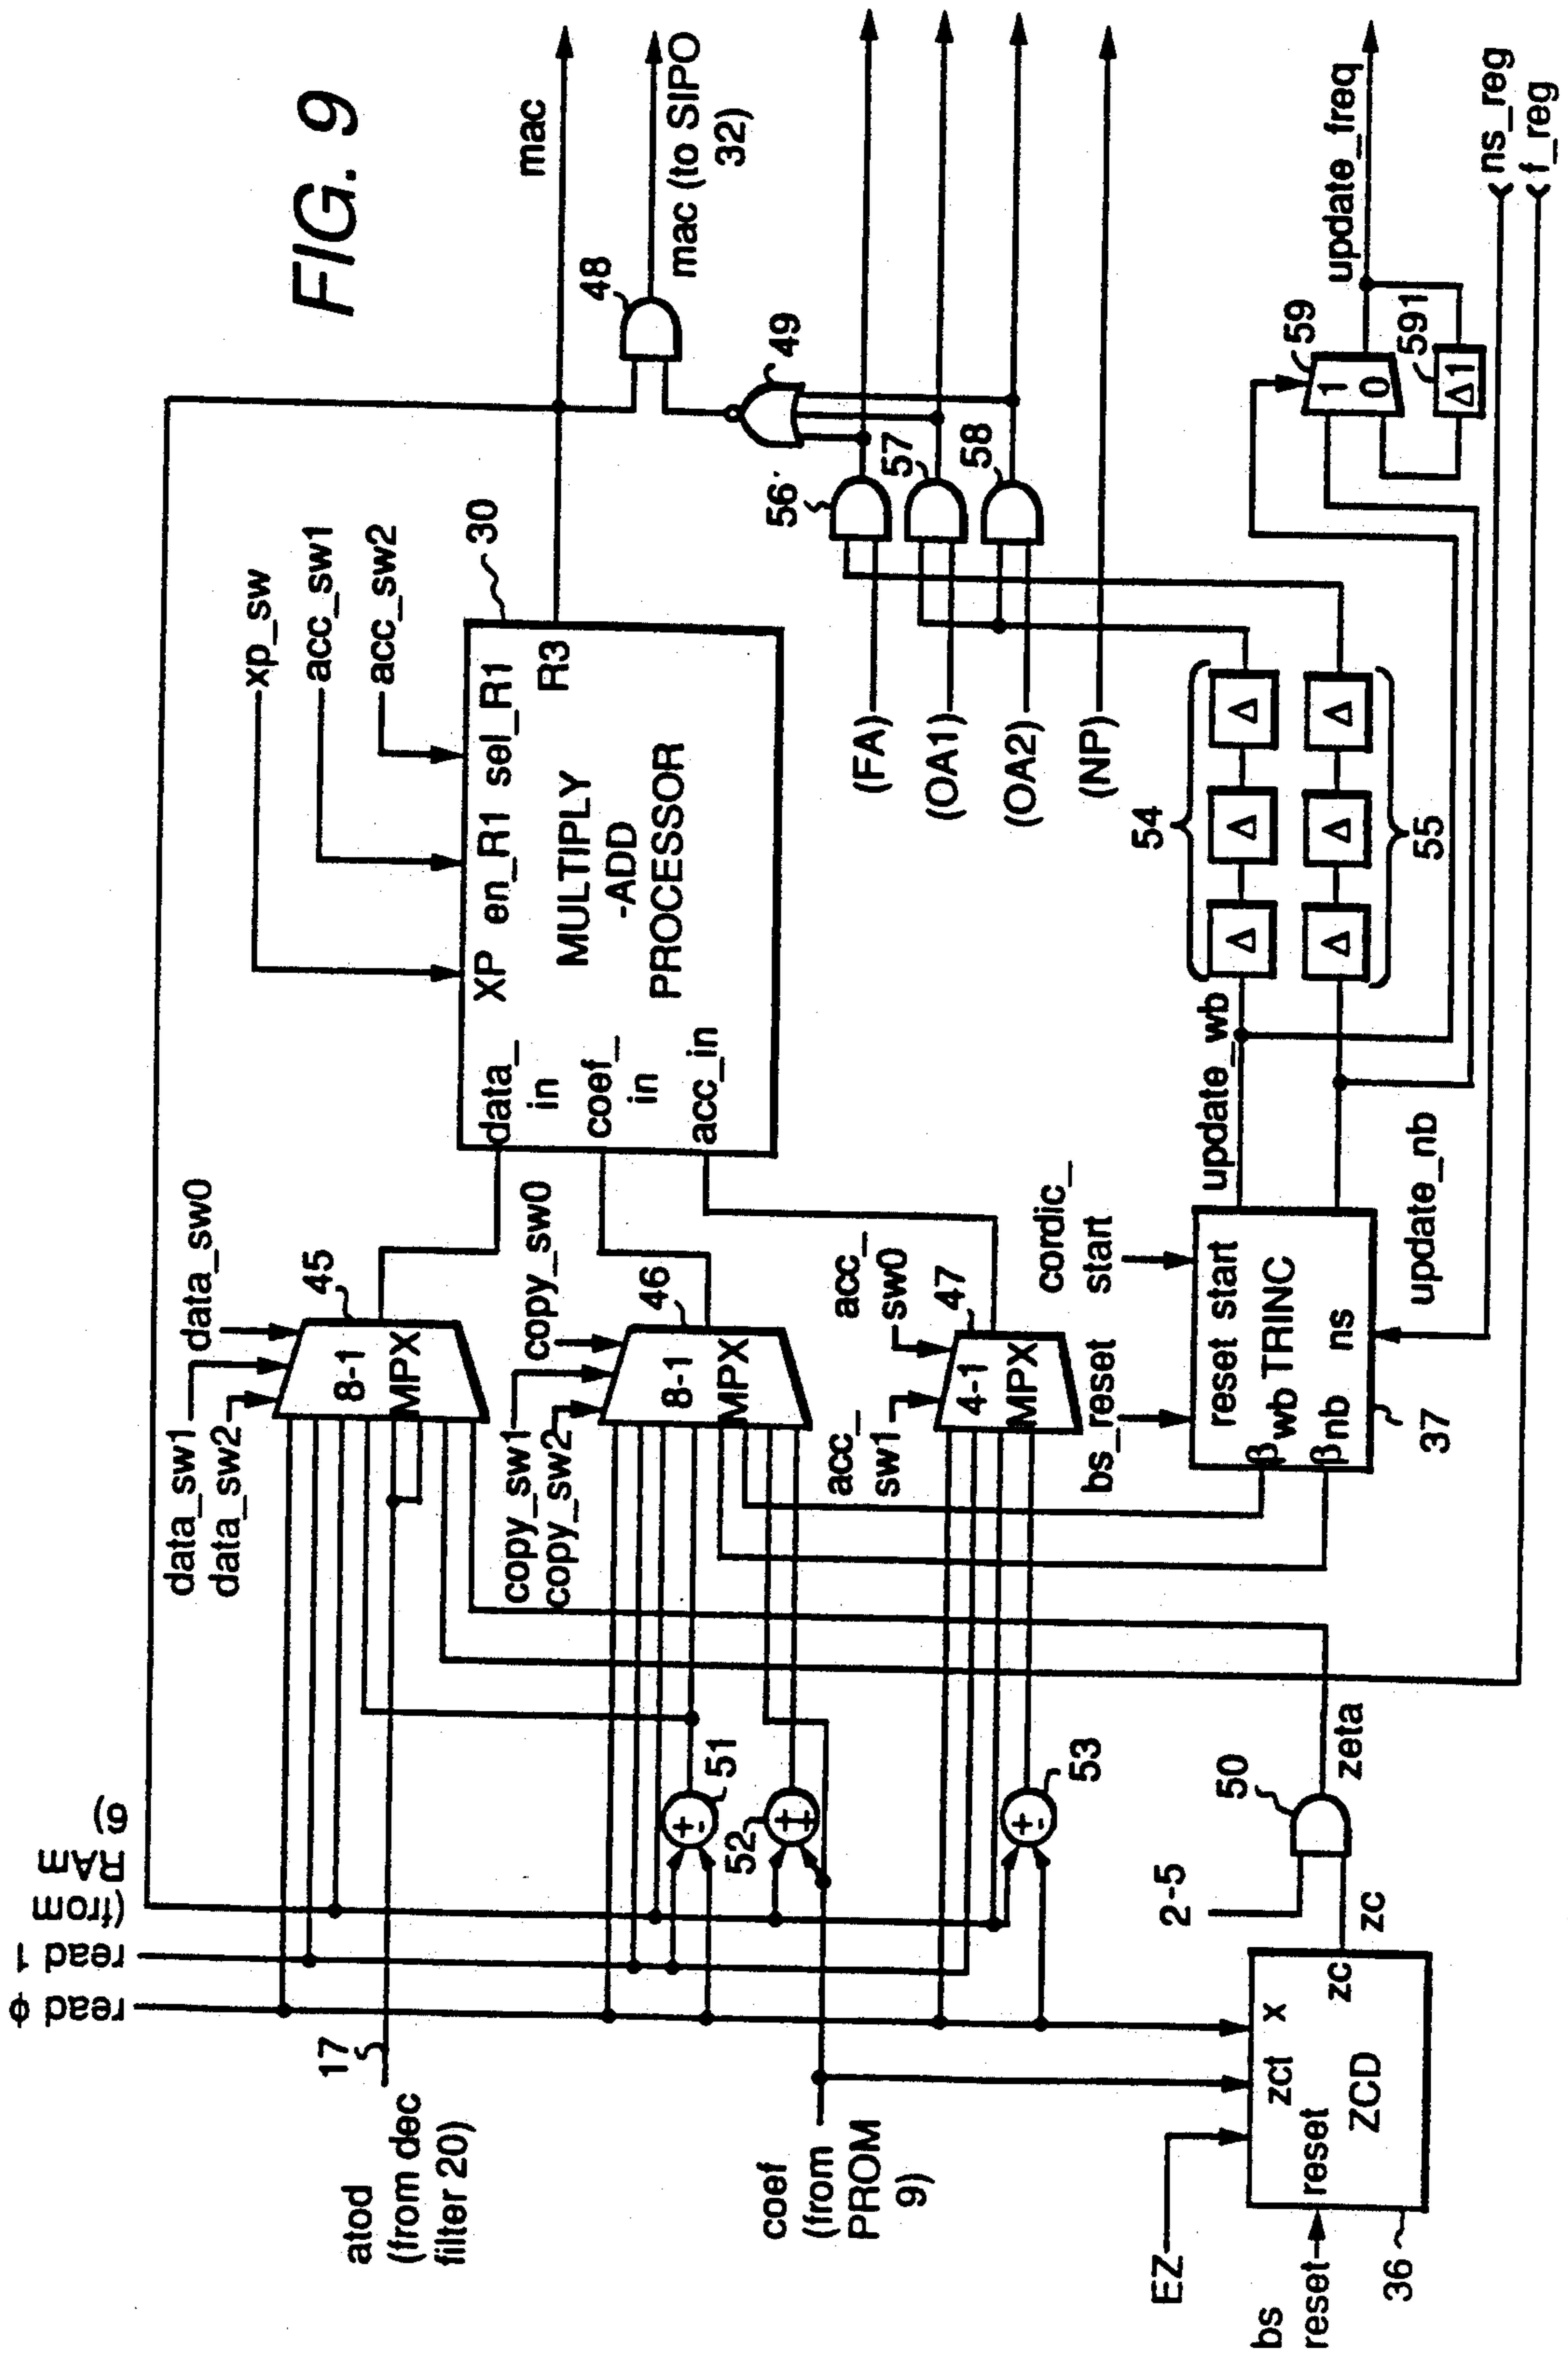 FIG. 9
mac
mac (to SIPO
32)
48
49
xp_sw
acc_sw1
acc_sw2
30
XP en_R1 sel_R1
R3
MULTIPLY
-ADD
PROCESSOR
data_
in
coef_
in
acc_in
56
57
58
(FA)
(OA1)
(OA2)
(NP)
update_freq
59
1
0
591
Δ1
ns_reg
f_reg
54
Δ
Δ
Δ
Δ
Δ
Δ
55
update_wb
update_nb
data_sw0
data_sw1
data_sw2
45
8-1
MPX
copy_sw0
copy_sw1
copy_sw2
46
8-1
MPX
acc_
sw0
acc_
sw1
47
4-1
MPX
cordic_
start
bs_reset
reset start
βwb TRINC
βnb ns
37
read φ
read 1
(from
RAM
6)
17
atod
(from dec
filter 20)
51
+-
52
+-
53
+-
coef
(from
PROM
9)
50
zeta
2-5
zc
EZ
bs
reset
zct x
reset
zc
ZCD
36